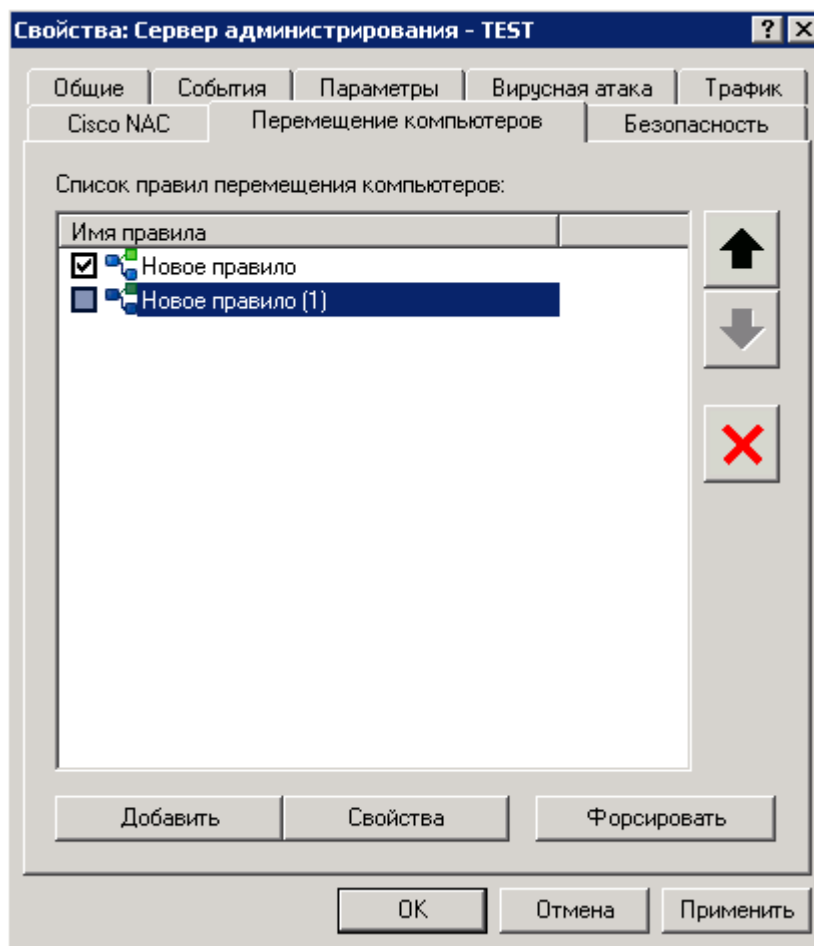 Свойства: Сервер администрирования - TEST
Общие События Параметры Вирусная атака Трафик
Cisco NAC Перемещение компьютеров Безопасность
Список правил перемещения компьютеров:
Имя правила
Новое правило
Новое правило (1)
Добавить Свойства Форсировать
OK Отмена Применить